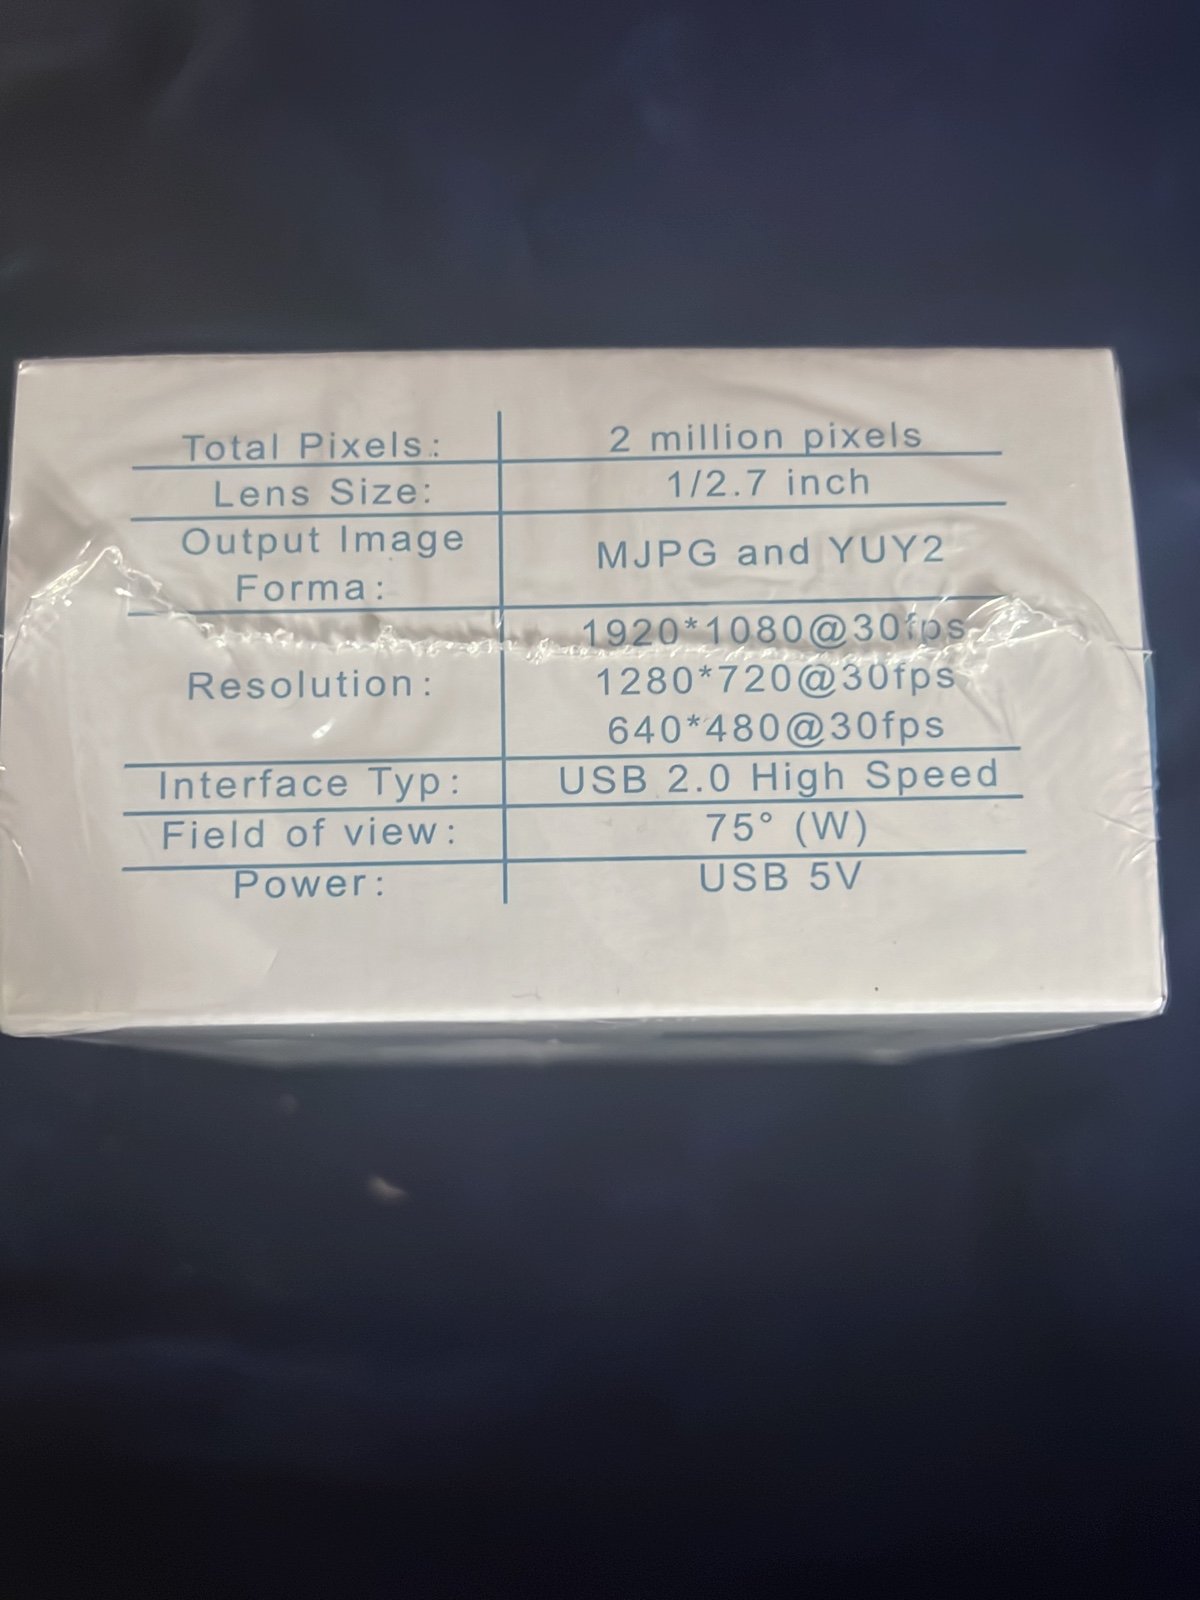 Total Pixels: 2 million pixels
Lens Size: 1/2.7 inch
Output Image
Forma: MJPG and YUY2
Resolution: 1920*1080@30fps
1280*720@30fps
640*480@30fps
Interface Typ: USB 2.0 High Speed
Field of view: 75° (W)
Power: USB 5V